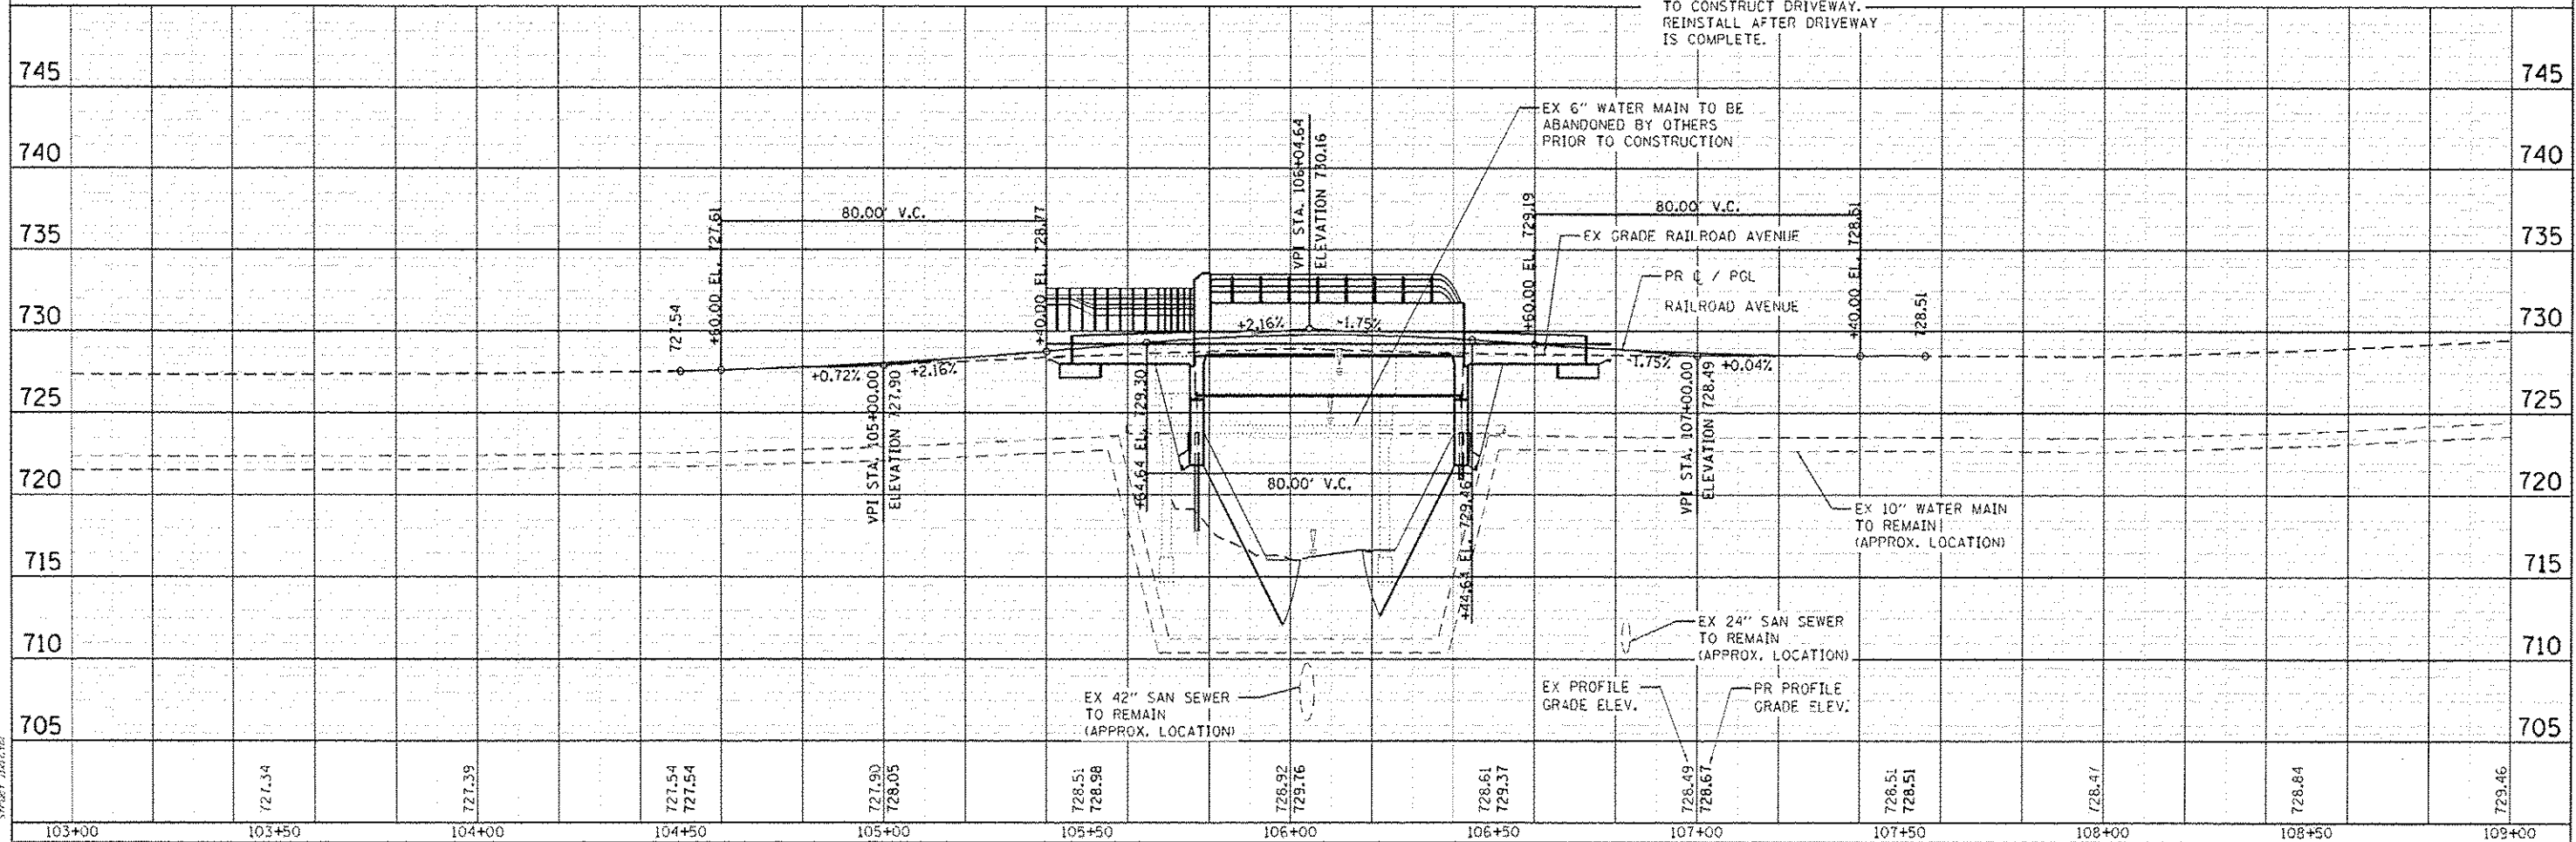 TO CONSTRUCT DRIVEWAY.
REINSTALL AFTER DRIVEWAY
IS COMPLETE.
745
745
EX 6" WATER MAIN TO BE
ABANDONED BY OTHERS
PRIOR TO CONSTRUCTION
740
740
VPI STA. 106+04.64
ELEVATION 730.16
80.00' V.C.
80.00' V.C.
+60.00 EL. 727.61
+40.00 EL. 728.77
+60.00 EL. 729.19
+40.00 EL. 728.51
735
735
EX GRADE RAILROAD AVENUE
PR ℄ / PGL
RAILROAD AVENUE
727.54
728.51
730
730
+2.16%
-1.75%
+0.72%
+2.16%
-1.75%
+0.04%
VPI STA. 105+00.00
ELEVATION 727.90
+64.64 EL. 729.30
+44.64 EL. 729.46
VPI STA. 107+00.00
ELEVATION 728.49
725
725
80.00' V.C.
720
720
EX 10" WATER MAIN
TO REMAIN
(APPROX. LOCATION)
715
715
EX 24" SAN SEWER
TO REMAIN
(APPROX. LOCATION)
710
710
EX 42" SAN SEWER
TO REMAIN
(APPROX. LOCATION)
EX PROFILE
GRADE ELEV.
PR PROFILE
GRADE ELEV.
705
705
727.34
727.39
727.54
727.54
727.90
728.05
728.51
728.98
728.92
729.76
728.61
729.37
728.49
728.67
728.51
728.51
728.47
728.84
729.46
103+00
103+50
104+00
104+50
105+00
105+50
106+00
106+50
107+00
107+50
108+00
108+50
109+00